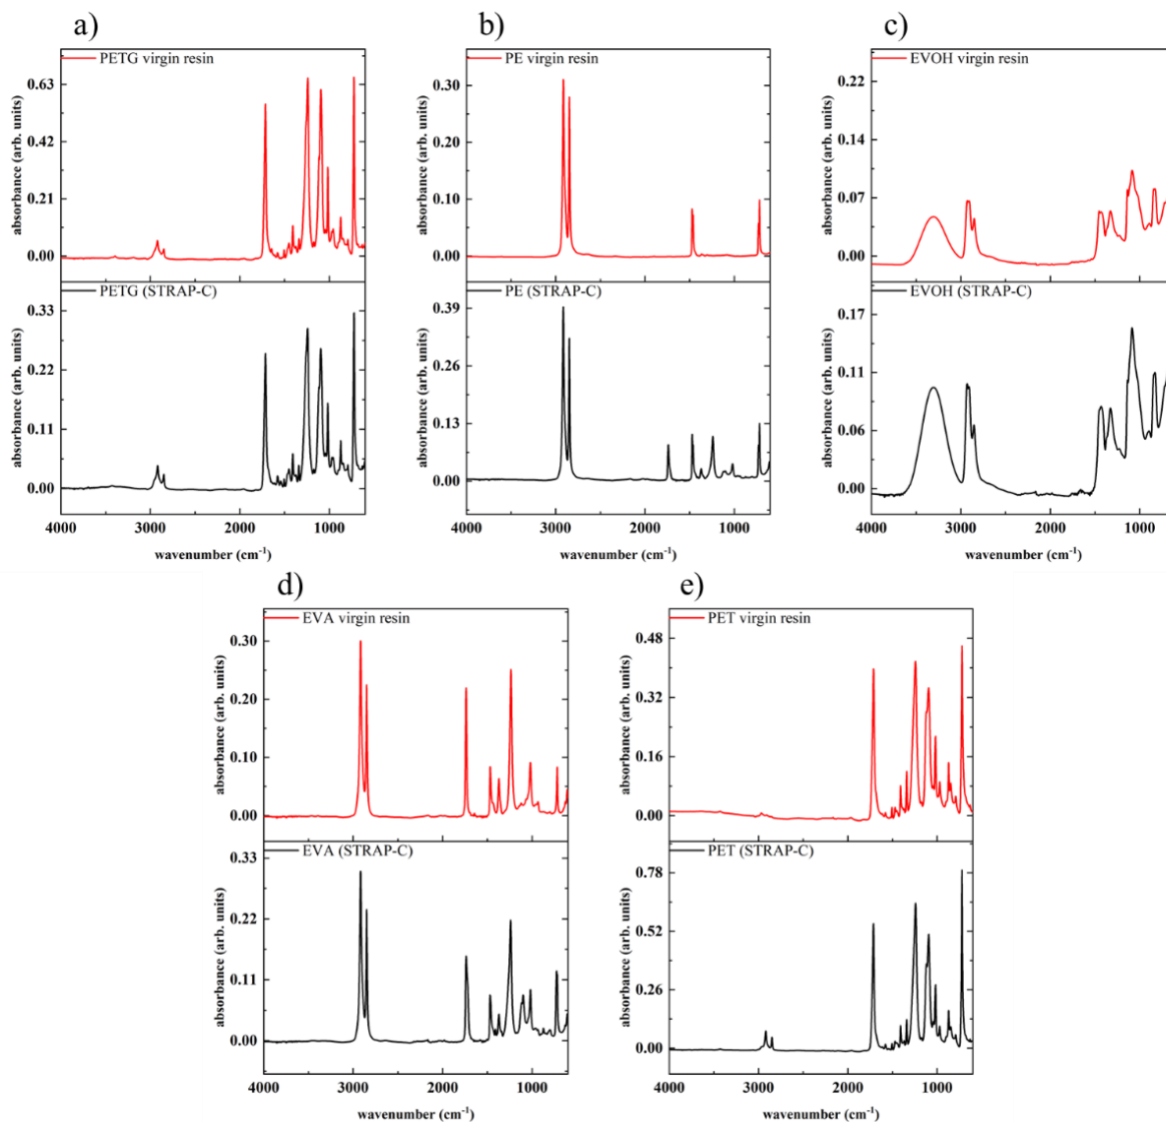 a)
PETG virgin resin
0.63
0.42
0.21
0.00
absorbance (arb. units)
PETG (STRAP-C)
0.33
0.22
0.11
0.00
absorbance (arb. units)
4000 3000 2000 1000
wavenumber (cm⁻¹)
b)
PE virgin resin
0.30
0.20
0.10
0.00
absorbance (arb. units)
PE (STRAP-C)
0.39
0.26
0.13
0.00
absorbance (arb. units)
4000 3000 2000 1000
wavenumber (cm⁻¹)
c)
EVOH virgin resin
0.22
0.14
0.07
0.00
absorbance (arb. units)
EVOH (STRAP-C)
0.17
0.11
0.06
0.00
absorbance (arb. units)
4000 3000 2000 1000
wavenumber (cm⁻¹)
d)
EVA virgin resin
0.30
0.20
0.10
0.00
absorbance (arb. units)
EVA (STRAP-C)
0.33
0.22
0.11
0.00
absorbance (arb. units)
4000 3000 2000 1000
wavenumber (cm⁻¹)
e)
PET virgin resin
0.48
0.32
0.16
0.00
absorbance (arb. units)
PET (STRAP-C)
0.78
0.52
0.26
0.00
absorbance (arb. units)
4000 3000 2000 1000
wavenumber (cm⁻¹)